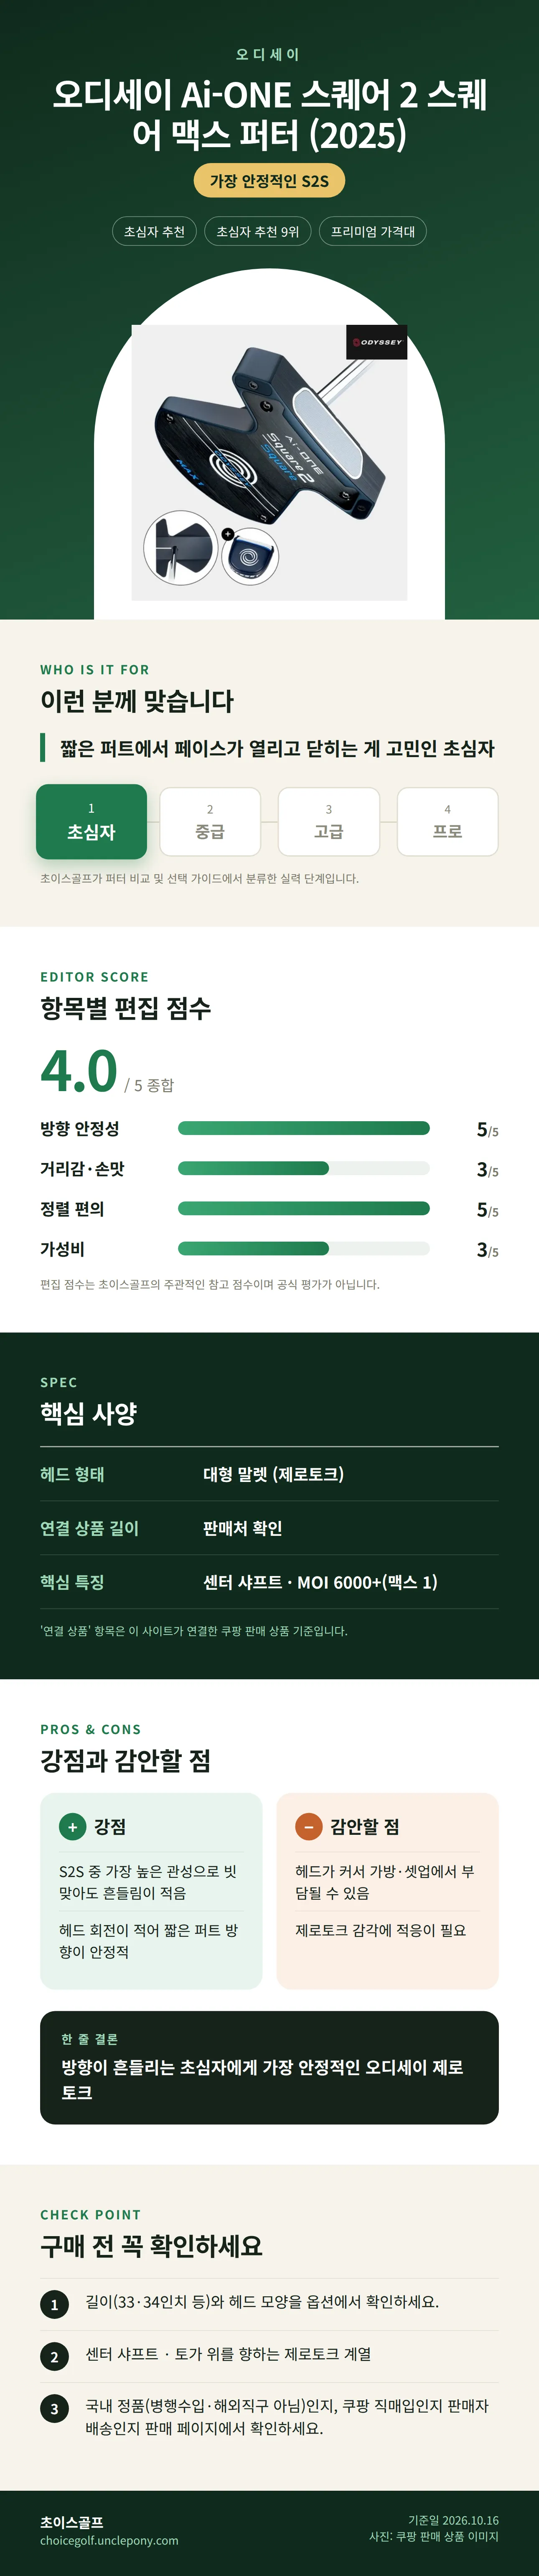 오디세이
오디세이 Ai-ONE 스퀘어 2 스퀘
어 맥스 퍼터 (2025)
가장 안정적인 S2S
초심자 추천
초심자 추천 9위
프리미엄 가격대
ODYSSEY
Ai-ONE
Square 2
Square
MAX 1
WHO IS IT FOR
이런 분께 맞습니다
짧은 퍼트에서 페이스가 열리고 닫히는 게 고민인 초심자
1
초심자
2
중급
3
고급
4
프로
초이스골프가 퍼터 비교 및 선택 가이드에서 분류한 실력 단계입니다.
EDITOR SCORE
항목별 편집 점수
4.0 / 5 종합
방향 안정성 5/5
거리감·손맛 3/5
정렬 편의 5/5
가성비 3/5
편집 점수는 초이스골프의 주관적인 참고 점수이며 공식 평가가 아닙니다.
SPEC
핵심 사양
헤드 형태 대형 말렛 (제로토크)
연결 상품 길이 판매처 확인
핵심 특징 센터 샤프트 · MOI 6000+(맥스 1)
'연결 상품' 항목은 이 사이트가 연결한 쿠팡 판매 상품 기준입니다.
PROS & CONS
강점과 감안할 점
+ 강점
S2S 중 가장 높은 관성으로 빗
맞아도 흔들림이 적음
헤드 회전이 적어 짧은 퍼트 방
향이 안정적
− 감안할 점
헤드가 커서 가방·셋업에서 부
담될 수 있음
제로토크 감각에 적응이 필요
한 줄 결론
방향이 흔들리는 초심자에게 가장 안정적인 오디세이 제로
토크
CHECK POINT
구매 전 꼭 확인하세요
1 길이(33·34인치 등)와 헤드 모양을 옵션에서 확인하세요.
2 센터 샤프트 · 토가 위를 향하는 제로토크 계열
3 국내 정품(병행수입·해외직구 아님)인지, 쿠팡 직매입인지 판매자
배송인지 판매 페이지에서 확인하세요.
초이스골프
choicegolf.unclepony.com
기준일 2026.10.16
사진: 쿠팡 판매 상품 이미지